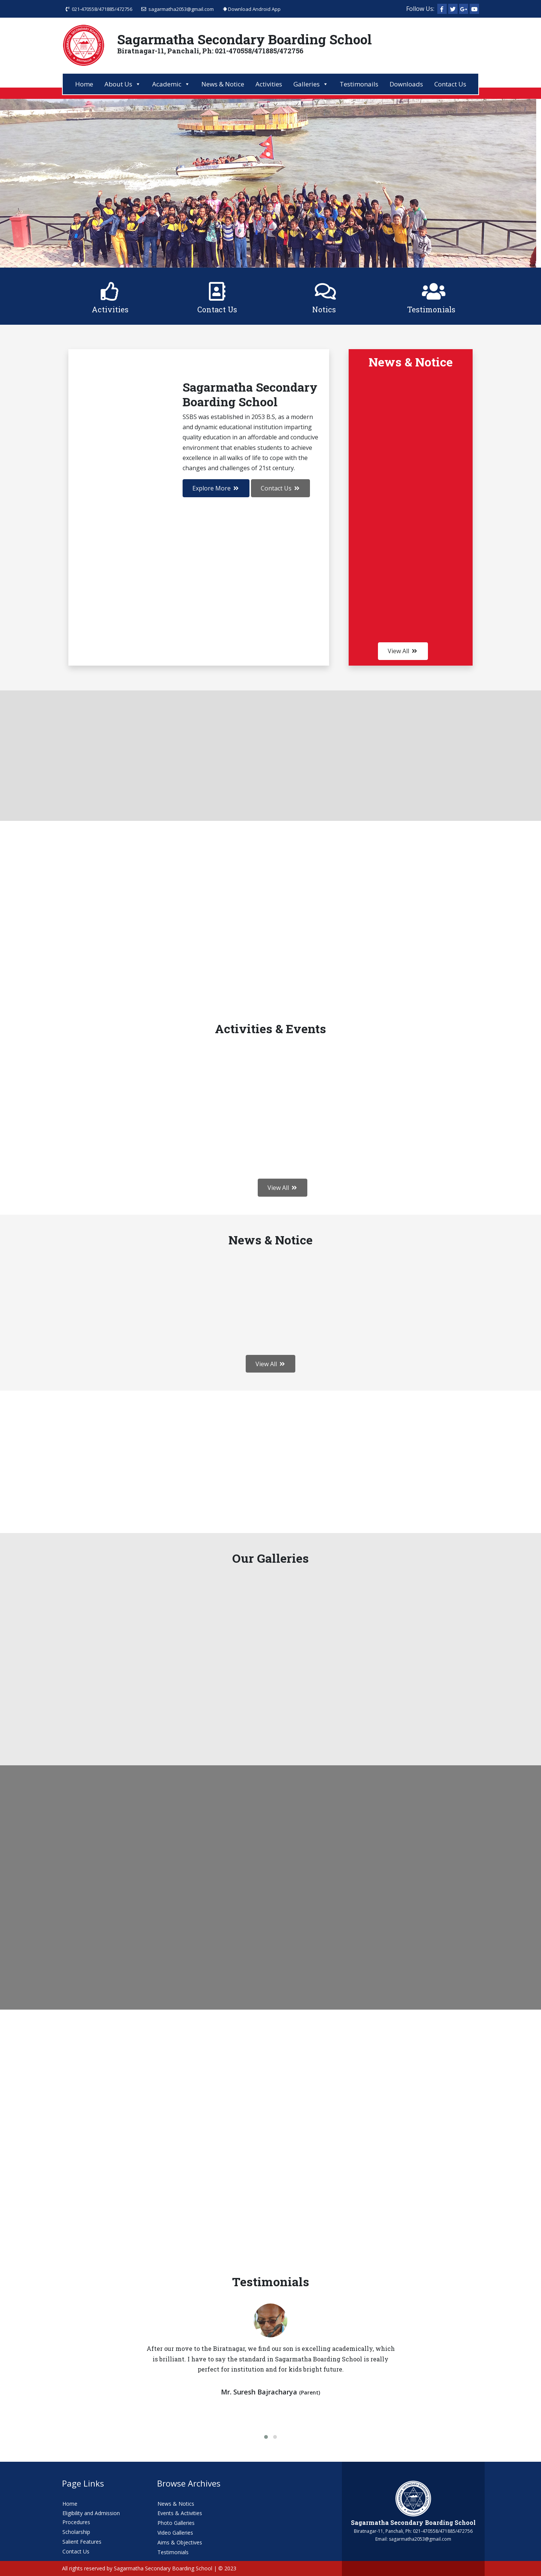 021-470558/471885/472756 sagarmatha2053@gmail.com Download Android App Follow Us:
Sagarmatha Secondary Boarding School
Biratnagar-11, Panchali, Ph: 021-470558/471885/472756
Home About Us Academic News & Notice Activities Galleries Testimonails Downloads Contact Us
Activities Contact Us Notics Testimonials
Sagarmatha Secondary
Boarding School
SSBS was established in 2053 B.S, as a modern
and dynamic educational institution imparting
quality education in an affordable and conducive
environment that enables students to achieve
excellence in all walks of life to cope with the
changes and challenges of 21st century.
Explore More Contact Us
News & Notice
View All
Activities & Events
View All
News & Notice
View All
Our Galleries
Testimonials
After our move to the Biratnagar, we find our son is excelling academically, which
is brilliant. I have to say the standard in Sagarmatha Boarding School is really
perfect for institution and for kids bright future.
Mr. Suresh Bajracharya (Parent)
Page Links
Home
Eligibility and Admission
Procedures
Scholarship
Salient Features
Contact Us
Browse Archives
News & Notics
Events & Activities
Photo Galleries
Video Galleries
Aims & Objectives
Testimonials
Sagarmatha Secondary Boarding School
Biratnagar-11, Panchali, Ph: 021-470558/471885/472756
Email: sagarmatha2053@gmail.com
All rights reserved by Sagarmatha Secondary Boarding School | © 2023